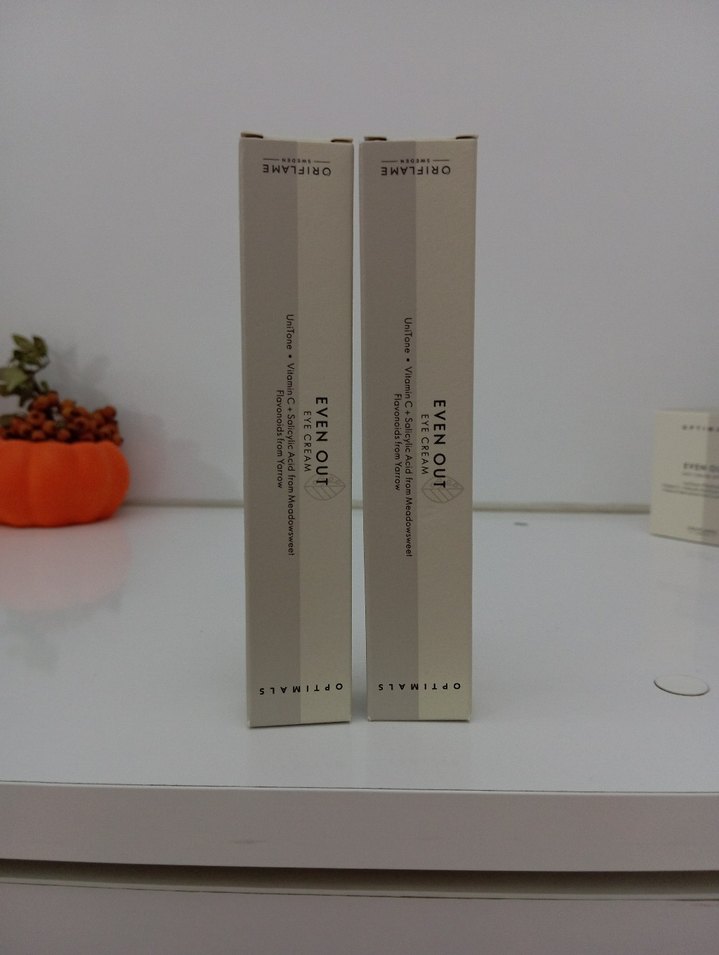 ORIFLAME
SWEDEN
EVEN OUT
EYE CREAM
UniTone • Vitamin C + Salicylic Acid from Meadowsweet
Flavonoids from Yarrow
OPTIMALS
ORIFLAME
SWEDEN
EVEN OUT
EYE CREAM
UniTone • Vitamin C + Salicylic Acid from Meadowsweet
Flavonoids from Yarrow
OPTIMALS
EVEN